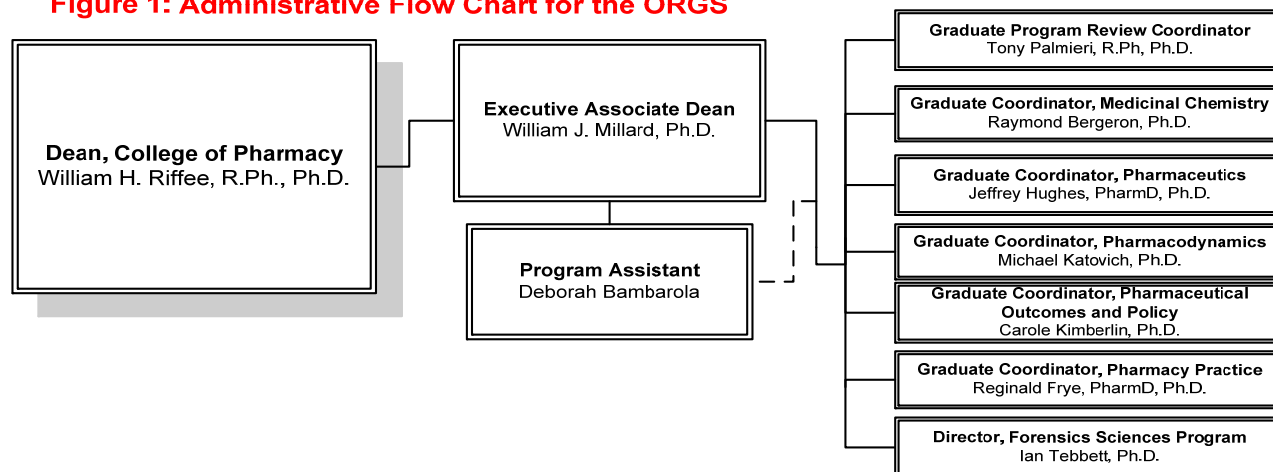 Figure 1: Administrative Flow Chart for the ORGS
Dean, College of Pharmacy
William H. Riffee, R.Ph., Ph.D.
Executive Associate Dean
William J. Millard, Ph.D.
Program Assistant
Deborah Bambarola
Graduate Program Review Coordinator
Tony Palmieri, R.Ph, Ph.D.
Graduate Coordinator, Medicinal Chemistry
Raymond Bergeron, Ph.D.
Graduate Coordinator, Pharmaceutics
Jeffrey Hughes, PharmD, Ph.D.
Graduate Coordinator, Pharmacodynamics
Michael Katovich, Ph.D.
Graduate Coordinator, Pharmaceutical
Outcomes and Policy
Carole Kimberlin, Ph.D.
Graduate Coordinator, Pharmacy Practice
Reginald Frye, PharmD, Ph.D.
Director, Forensics Sciences Program
Ian Tebbett, Ph.D.